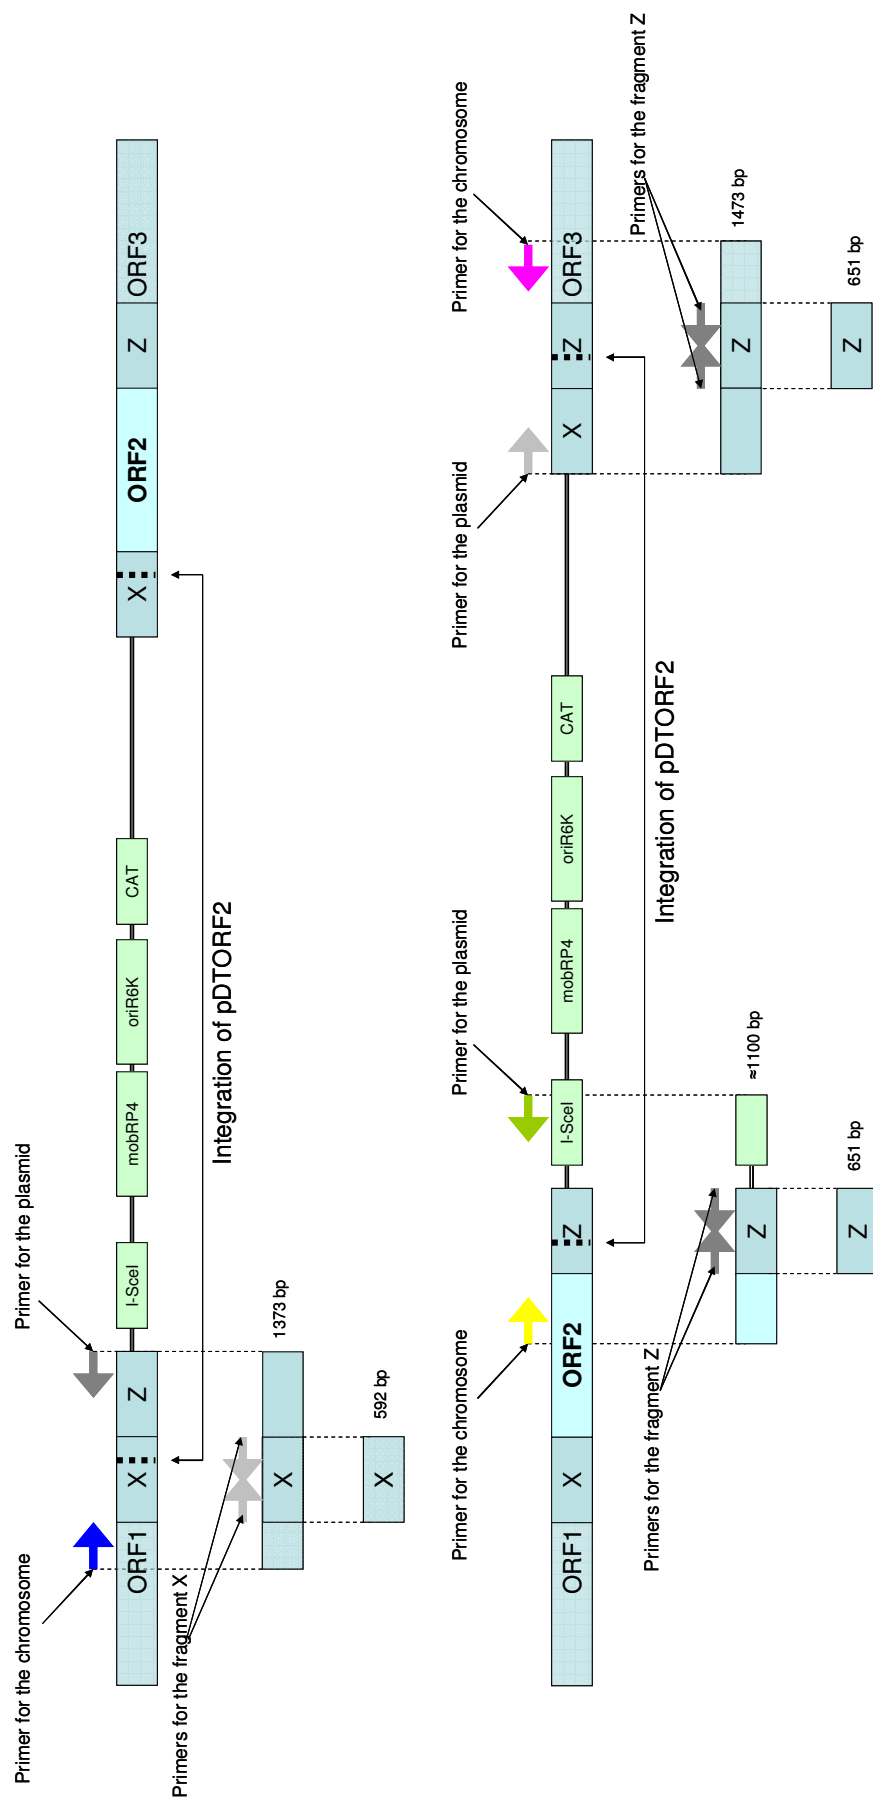 Primer for the chromosome
Primer for the plasmid
ORF1
X
Z
I-SceI
mobRP4
oriR6K
CAT
X
ORF2
Z
ORF3
Integration of pDTORF2
Primers for the fragment X
X
1373 bp
X
592 bp
Primer for the chromosome
Primer for the plasmid
Primer for the plasmid
Primer for the chromosome
ORF1
X
ORF2
Z
I-SceI
mobRP4
oriR6K
CAT
X
Z
ORF3
Integration of pDTORF2
Primers for the fragment Z
Z
≈1100 bp
Z
651 bp
Primers for the fragment Z
Z
1473 bp
Z
651 bp